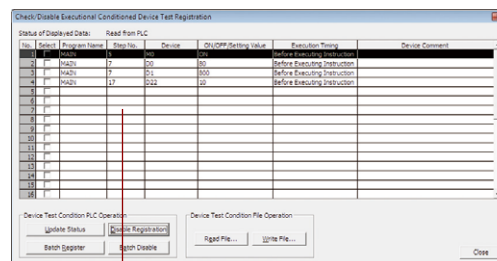 Check/Disable Executional Conditioned Device Test Registration
Status of Displayed Data: Read from PLC
No. Select Program Name Step No. Device ON/OFF/Setting Value Execution Timing Device Comment
1 MAIN 5 M0 ON Before Executing Instruction
2 MAIN 7 D0 80 Before Executing Instruction
3 MAIN 7 D1 800 Before Executing Instruction
4 MAIN 17 D22 10 Before Executing Instruction
5
6
7
8
9
10
11
12
13
14
15
16
Device Test Condition PLC Operation Device Test Condition File Operation
Update Status Disable Registration
Read File... Write File...
Batch Register Batch Disable
Close